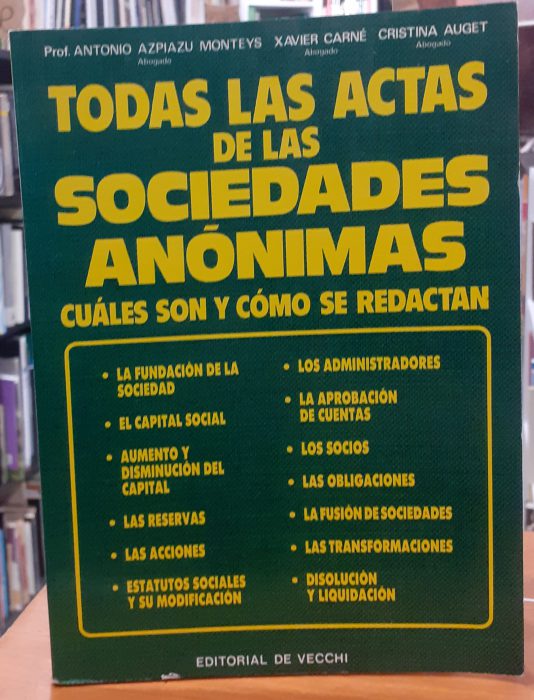 Prof. ANTONIO AZPIAZU MONTEYS XAVIER CARNÉ CRISTINA AUGET
Abogado Abogado Abogado
TODAS LAS ACTAS
DE LAS
SOCIEDADES
ANÓNIMAS
CUÁLES SON Y CÓMO SE REDACTAN
• LA FUNDACIÓN DE LA
SOCIEDAD
• EL CAPITAL SOCIAL
• AUMENTO Y
DISMINUCIÓN DEL
CAPITAL
• LAS RESERVAS
• LAS ACCIONES
• ESTATUTOS SOCIALES
Y SU MODIFICACIÓN
• LOS ADMINISTRADORES
• LA APROBACIÓN
DE CUENTAS
• LOS SOCIOS
• LAS OBLIGACIONES
• LA FUSIÓN DE SOCIEDADES
• LAS TRANSFORMACIONES
• DISOLUCIÓN
Y LIQUIDACIÓN
EDITORIAL DE VECCHI